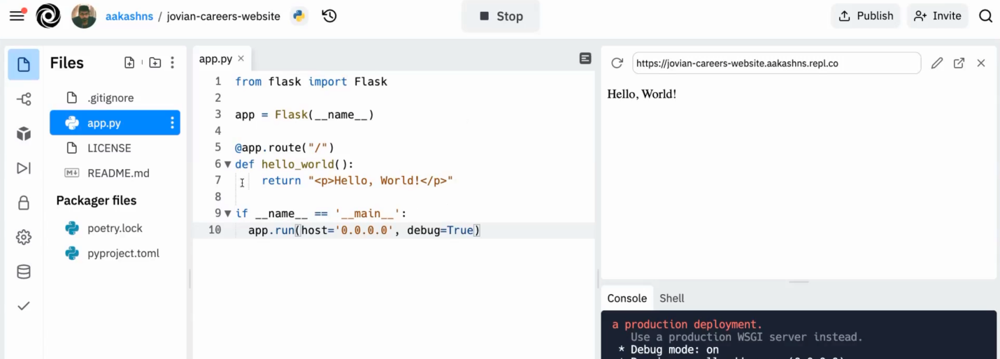 aakashns / jovian-careers-website
Stop
Publish
Invite
Files
.gitignore
app.py
LICENSE
M↓ README.md
Packager files
poetry.lock
pyproject.toml
app.py ×
1 from flask import Flask
2
3 app = Flask(__name__)
4
5 @app.route("/")
6 def hello_world():
7     return "<p>Hello, World!</p>"
8
9 if __name__ == '__main__':
10   app.run(host='0.0.0.0', debug=True)
https://jovian-careers-website.aakashns.repl.co
Hello, World!
Console Shell
a production deployment.
Use a production WSGI server instead.
* Debug mode: on